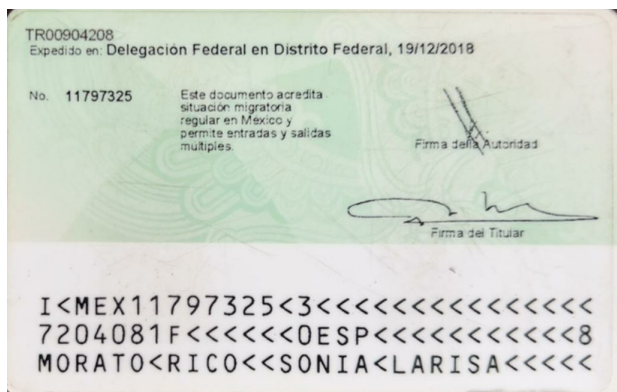 TR00904208
Expedido en: Delegación Federal en Distrito Federal, 19/12/2018
No. 11797325
Este documento acredita
situación migratoria
regular en México y
permite entradas y salidas
multiples.
Firma de la Autoridad
Firma del Titular
I<MEX11797325<3<<<<<<<<<<<<<<<
7204081F<<<<<<0ESP<<<<<<<<<<<8
MORATO<RICO<<SONIA<LARISA<<<<<